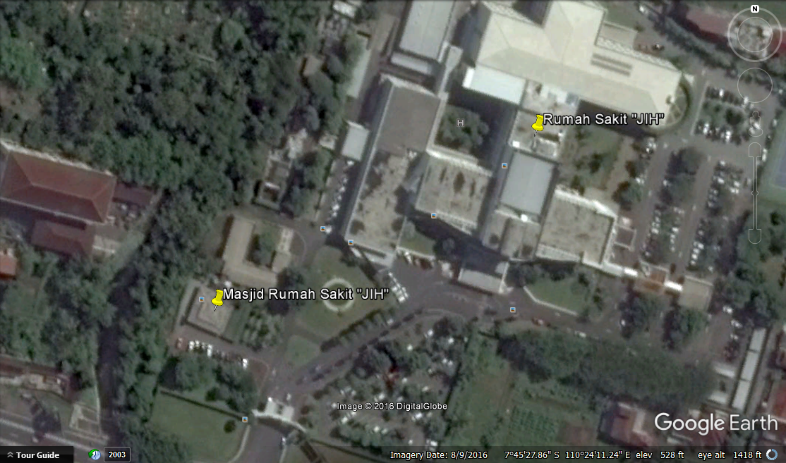 N
H
Rumah Sakit "JIH"
Masjid Rumah Sakit "JIH"
Image © 2016 DigitalGlobe
Google Earth
Tour Guide
2003
Imagery Date: 8/9/2016 7°45'27.86" S 110°24'11.24" E elev 528 ft eye alt 1418 ft